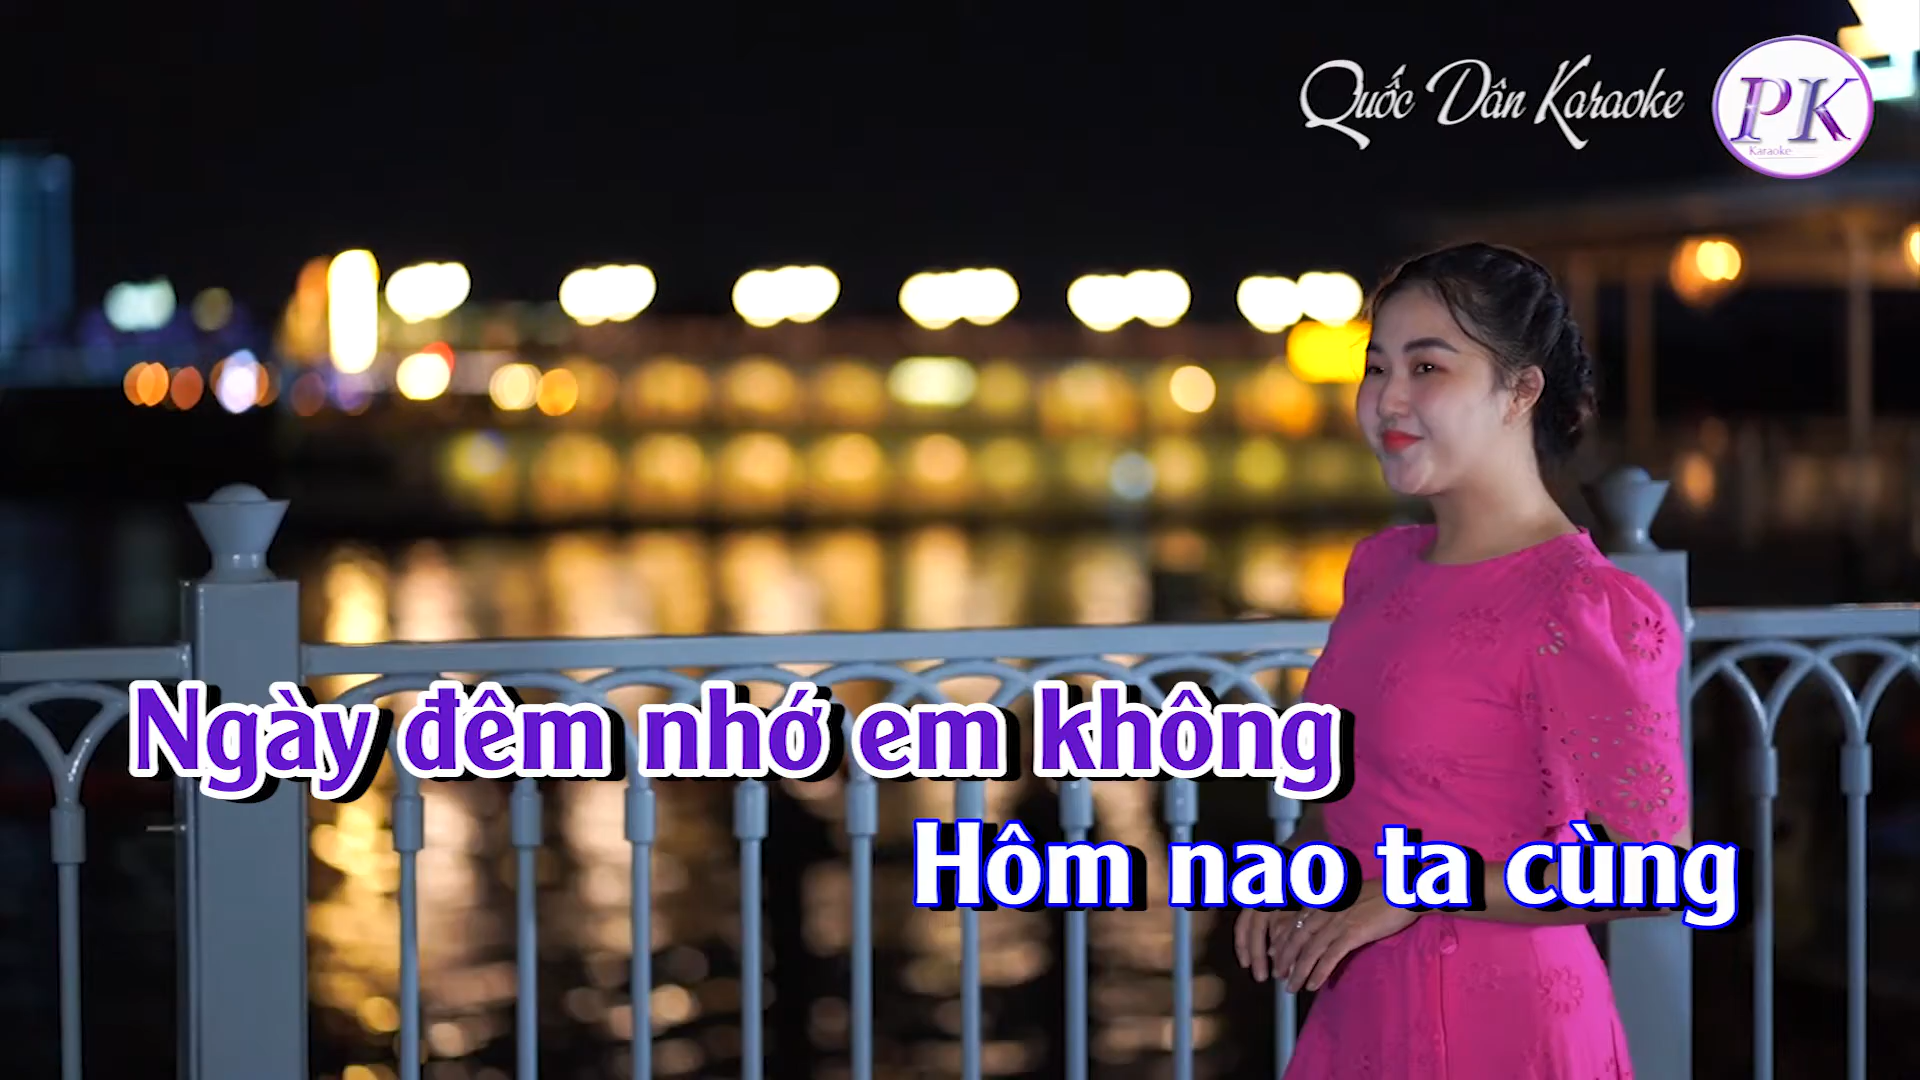 Quốc Dân Karaoke
PK
Karaoke
Ngày đêm nhớ em không
Hôm nao ta cùng